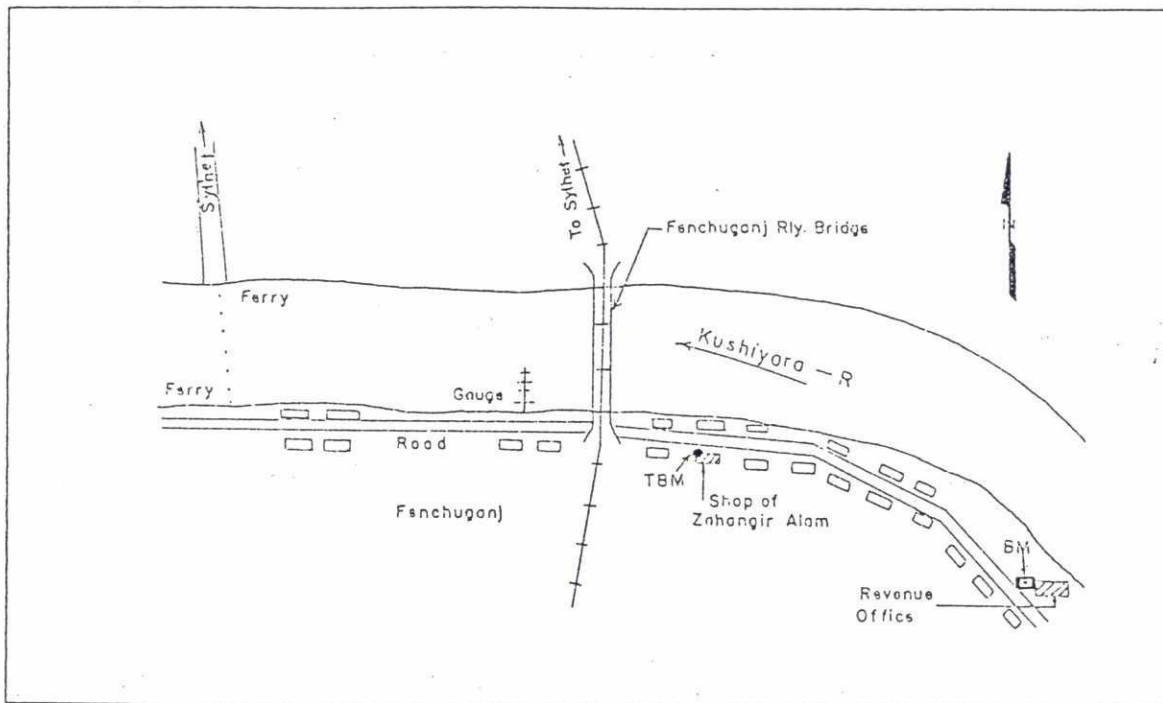 Sylhet
To Sylhet
Fenchuganj Rly. Bridge
N
Ferry
Kushiyara - R
Ferry
Gauge
Road
TBM
Shop of
Zahangir Alam
Fenchuganj
BM
Revenue
Office